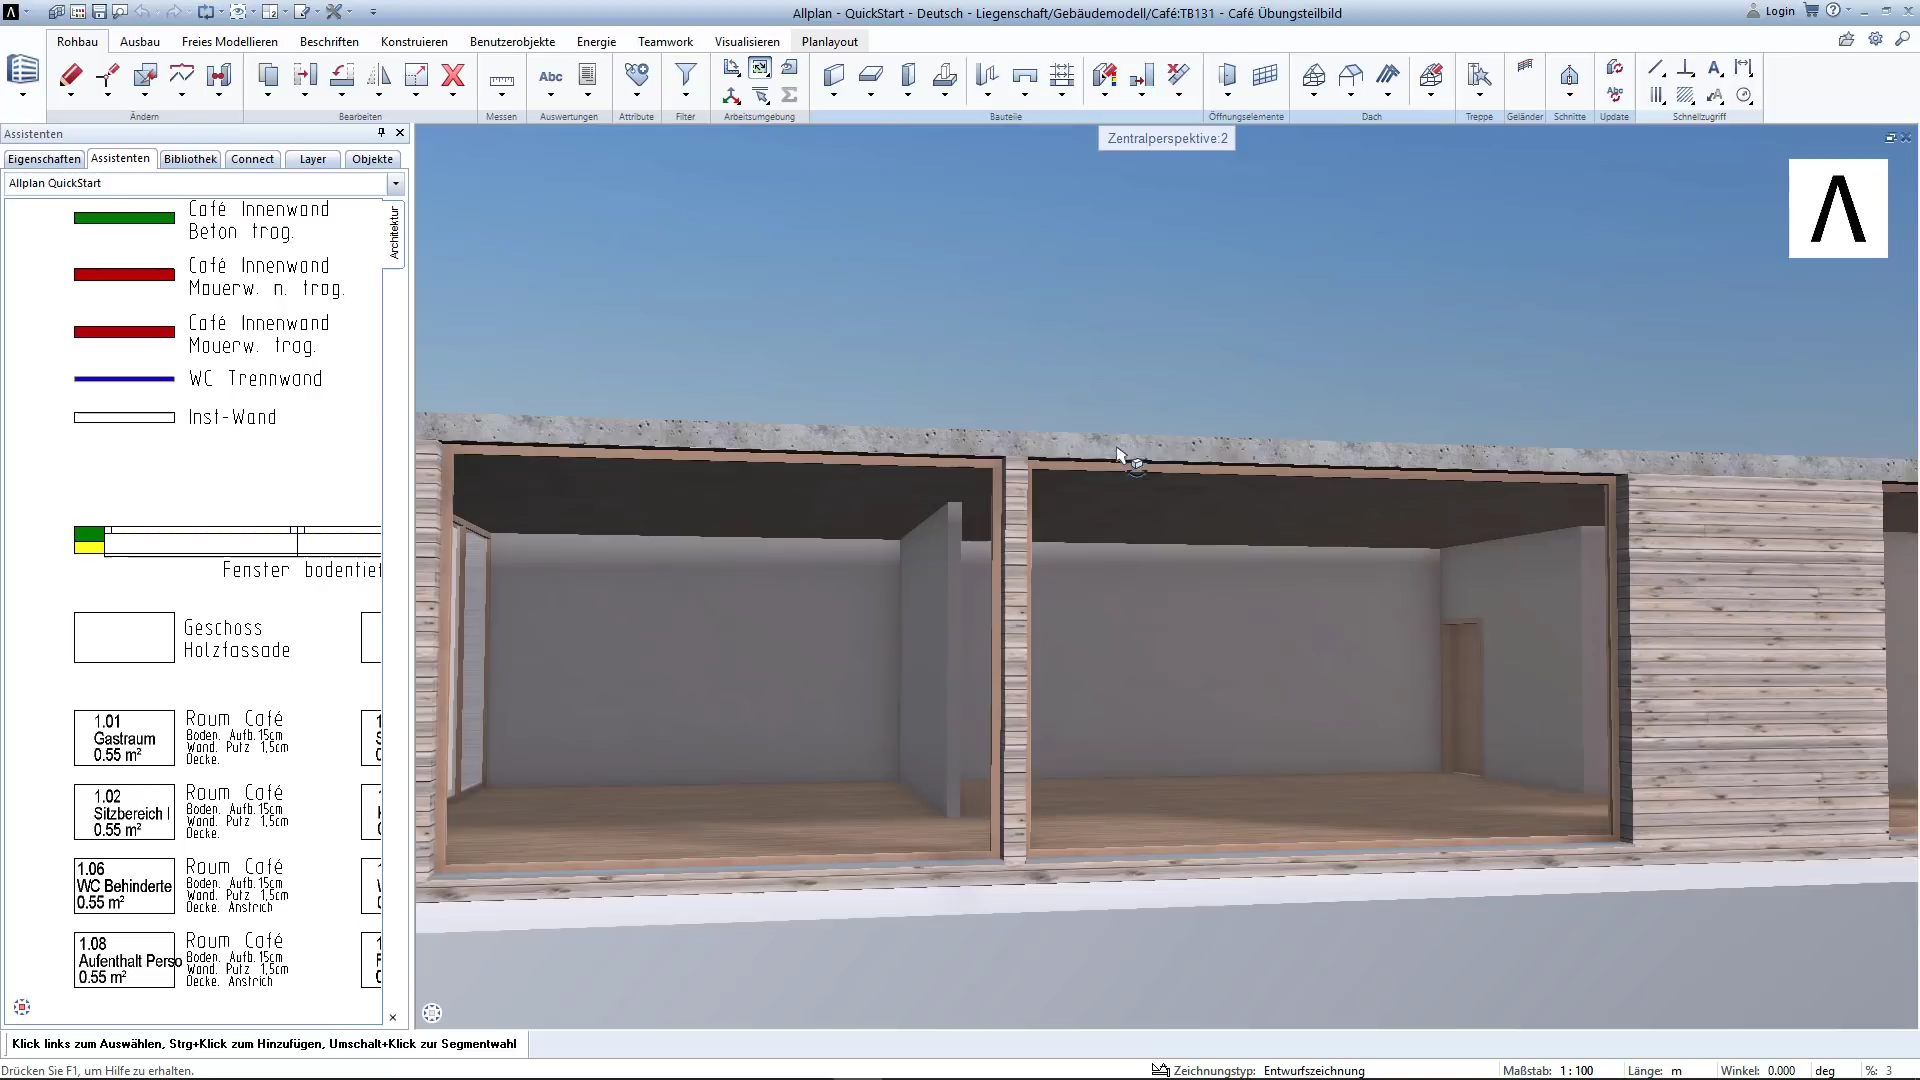 Allplan - QuickStart - Deutsch - Liegenschaft/Gebäudemodell/Café:TB131 - Café Übungsteilbild
Login
Rohbau Ausbau Freies Modellieren Beschriften Konstruieren Benutzerobjekte Energie Teamwork Visualisieren Planlayout
Abc
Abc
Ändern Bearbeiten Messen Auswertungen Attribute Filter Arbeitsumgebung Bauteile Öffnungselemente Dach Treppe Geländer Schnitte Update Schnellzugriff
Assistenten
Zentralperspektive:2
Eigenschaften Assistenten Bibliothek Connect Layer Objekte
Allplan QuickStart
Architektur
Café Innenwand
Beton trag.
Café Innenwand
Mauerw. n. trag.
Café Innenwand
Mauerw. trag.
WC Trennwand
Inst-Wand
Fenster bodentief
Geschoss
Holzfassade
1.01
Gastraum
0.55 m²
Raum Café
Boden. Aufb.15cm
Wand. Putz 1,5cm
Decke.
1.02
Sitzbereich I
0.55 m²
Raum Café
Boden. Aufb.15cm
Wand. Putz 1,5cm
Decke.
1.06
WC Behinderte
0.55 m²
Raum Café
Boden. Aufb.15cm
Wand. Putz 1,5cm
Decke. Anstrich
1.08
Aufenthalt Perso
0.55 m²
Raum Café
Boden. Aufb.15cm
Wand. Putz 1,5cm
Decke. Anstrich
Klick links zum Auswählen, Strg+Klick zum Hinzufügen, Umschalt+Klick zur Segmentwahl
Drücken Sie F1, um Hilfe zu erhalten.
Zeichnungstyp: Entwurfszeichnung
Maßstab: 1 : 100
Länge: m
Winkel: 0.000 deg
%: 3